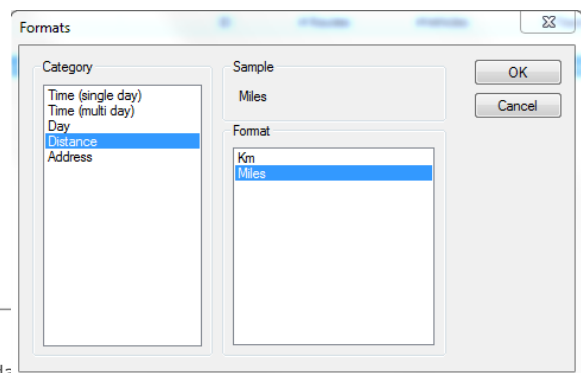 Formats
Category
Time (single day)
Time (multi day)
Day
Distance
Address
Sample
Miles
Format
Km
Miles
OK
Cancel